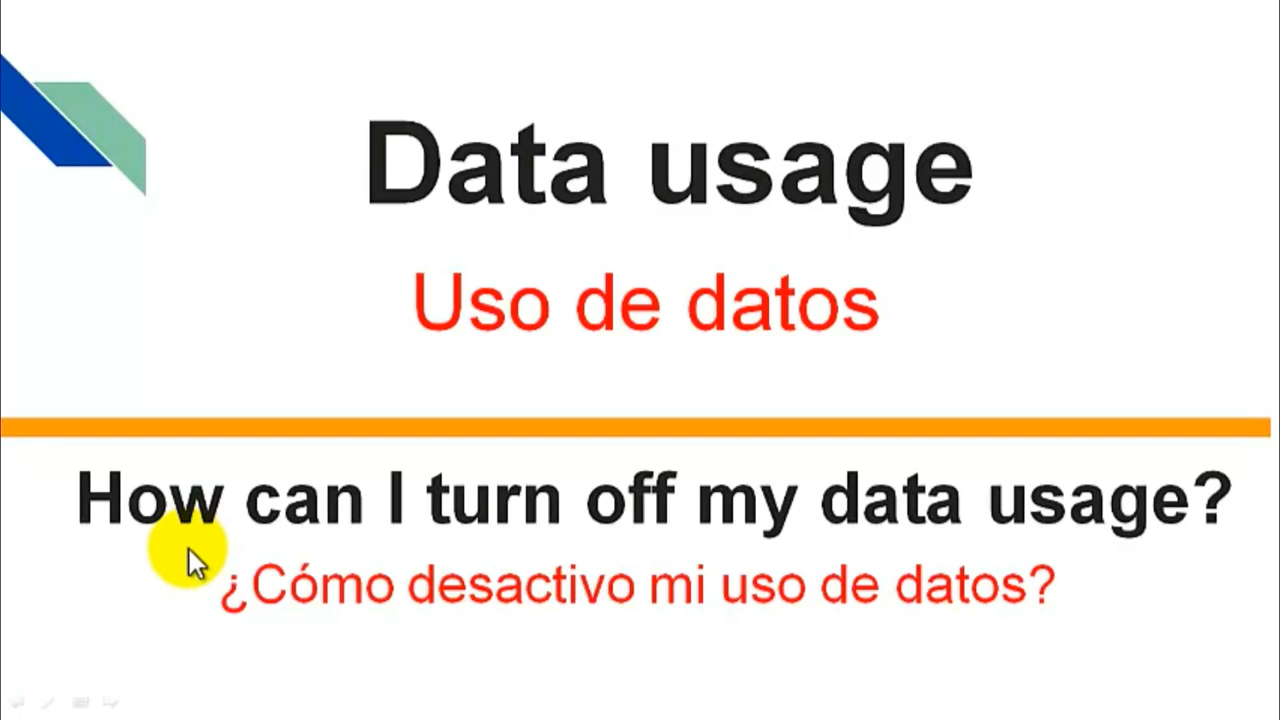 Data usage
Uso de datos
How can I turn off my data usage?
¿Cómo desactivo mi uso de datos?